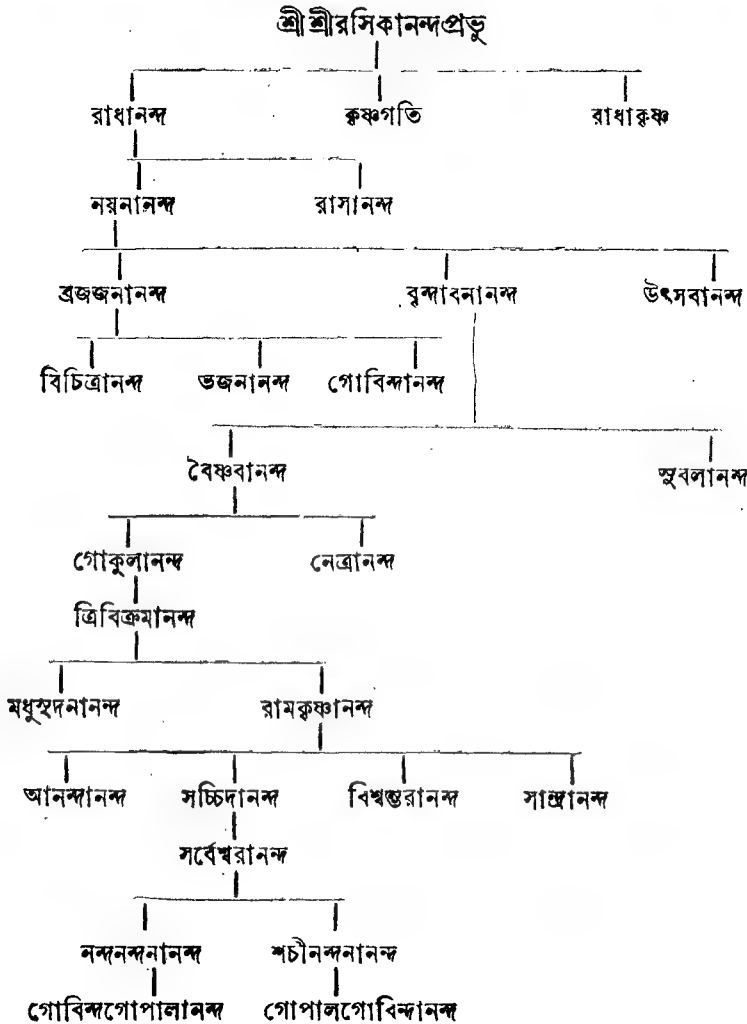 শ্রীশ্রীরসিকানন্দপ্রভু
রাধানন্দ কৃষ্ণগতি রাধাকৃষ্ণ
নয়নানন্দ রাসানন্দ
ব্রজজনানন্দ বৃন্দাবনানন্দ উৎসবানন্দ
বিচিত্রানন্দ ভজনানন্দ গোবিন্দানন্দ
বৈষ্ণবানন্দ সুবলানন্দ
গোকুলানন্দ নেত্রানন্দ
ত্রিবিক্রমানন্দ
মধুসূদনানন্দ রামকৃষ্ণানন্দ
আনন্দানন্দ সচ্চিদানন্দ বিশ্বম্ভরানন্দ সান্দ্রানন্দ
সর্বেশ্বরানন্দ
নন্দনন্দনানন্দ শচীনন্দনানন্দ
গোবিন্দগোপালানন্দ গোপালগোবিন্দানন্দ